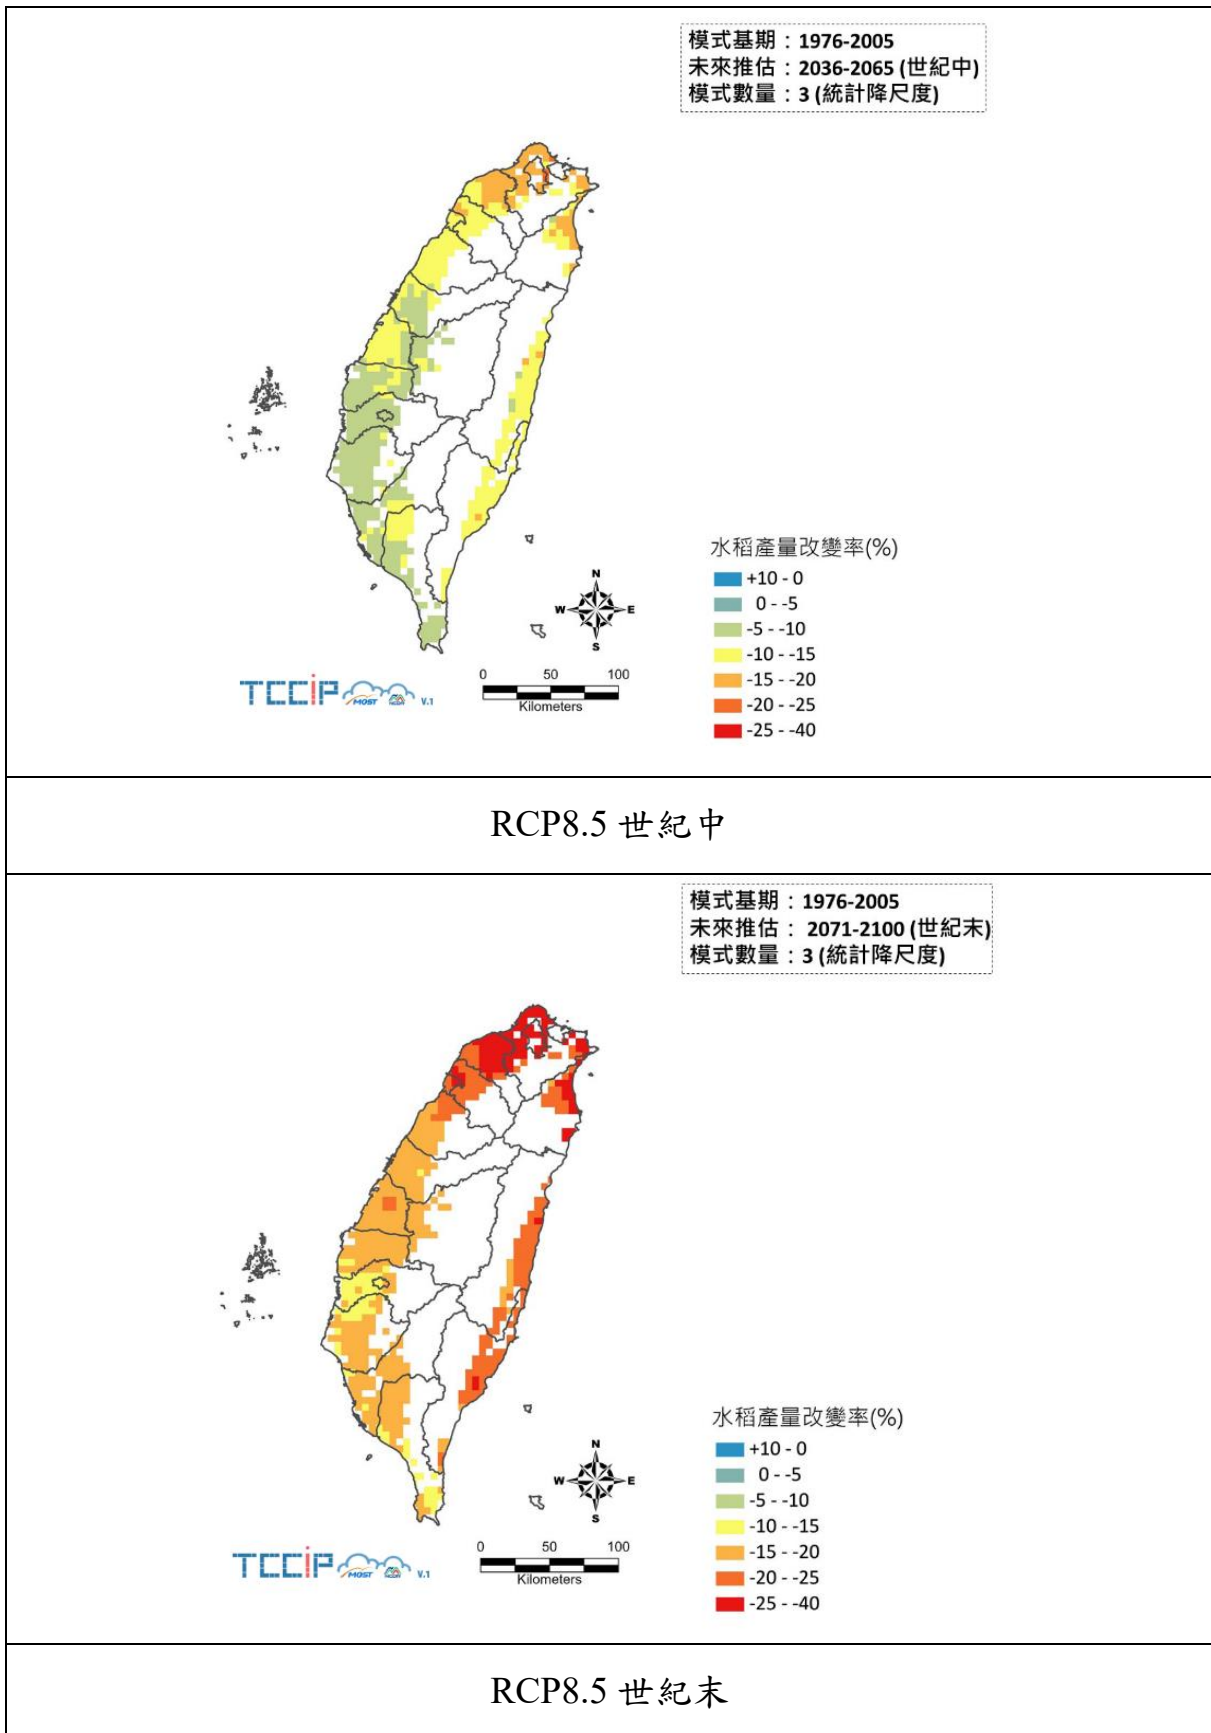 模式基期：1976-2005
未來推估：2036-2065 (世紀中)
模式數量：3 (統計降尺度)
水稻產量改變率(%)
+10 - 0
0 - -5
-5 - -10
-10 - -15
-15 - -20
-20 - -25
-25 - -40
N
W E
S
0 50 100
Kilometers
TCCiP MOST V.1
RCP8.5 世紀中
模式基期：1976-2005
未來推估： 2071-2100 (世紀末)
模式數量：3 (統計降尺度)
水稻產量改變率(%)
+10 - 0
0 - -5
-5 - -10
-10 - -15
-15 - -20
-20 - -25
-25 - -40
N
W E
S
0 50 100
Kilometers
TCCiP MOST V.1
RCP8.5 世紀末